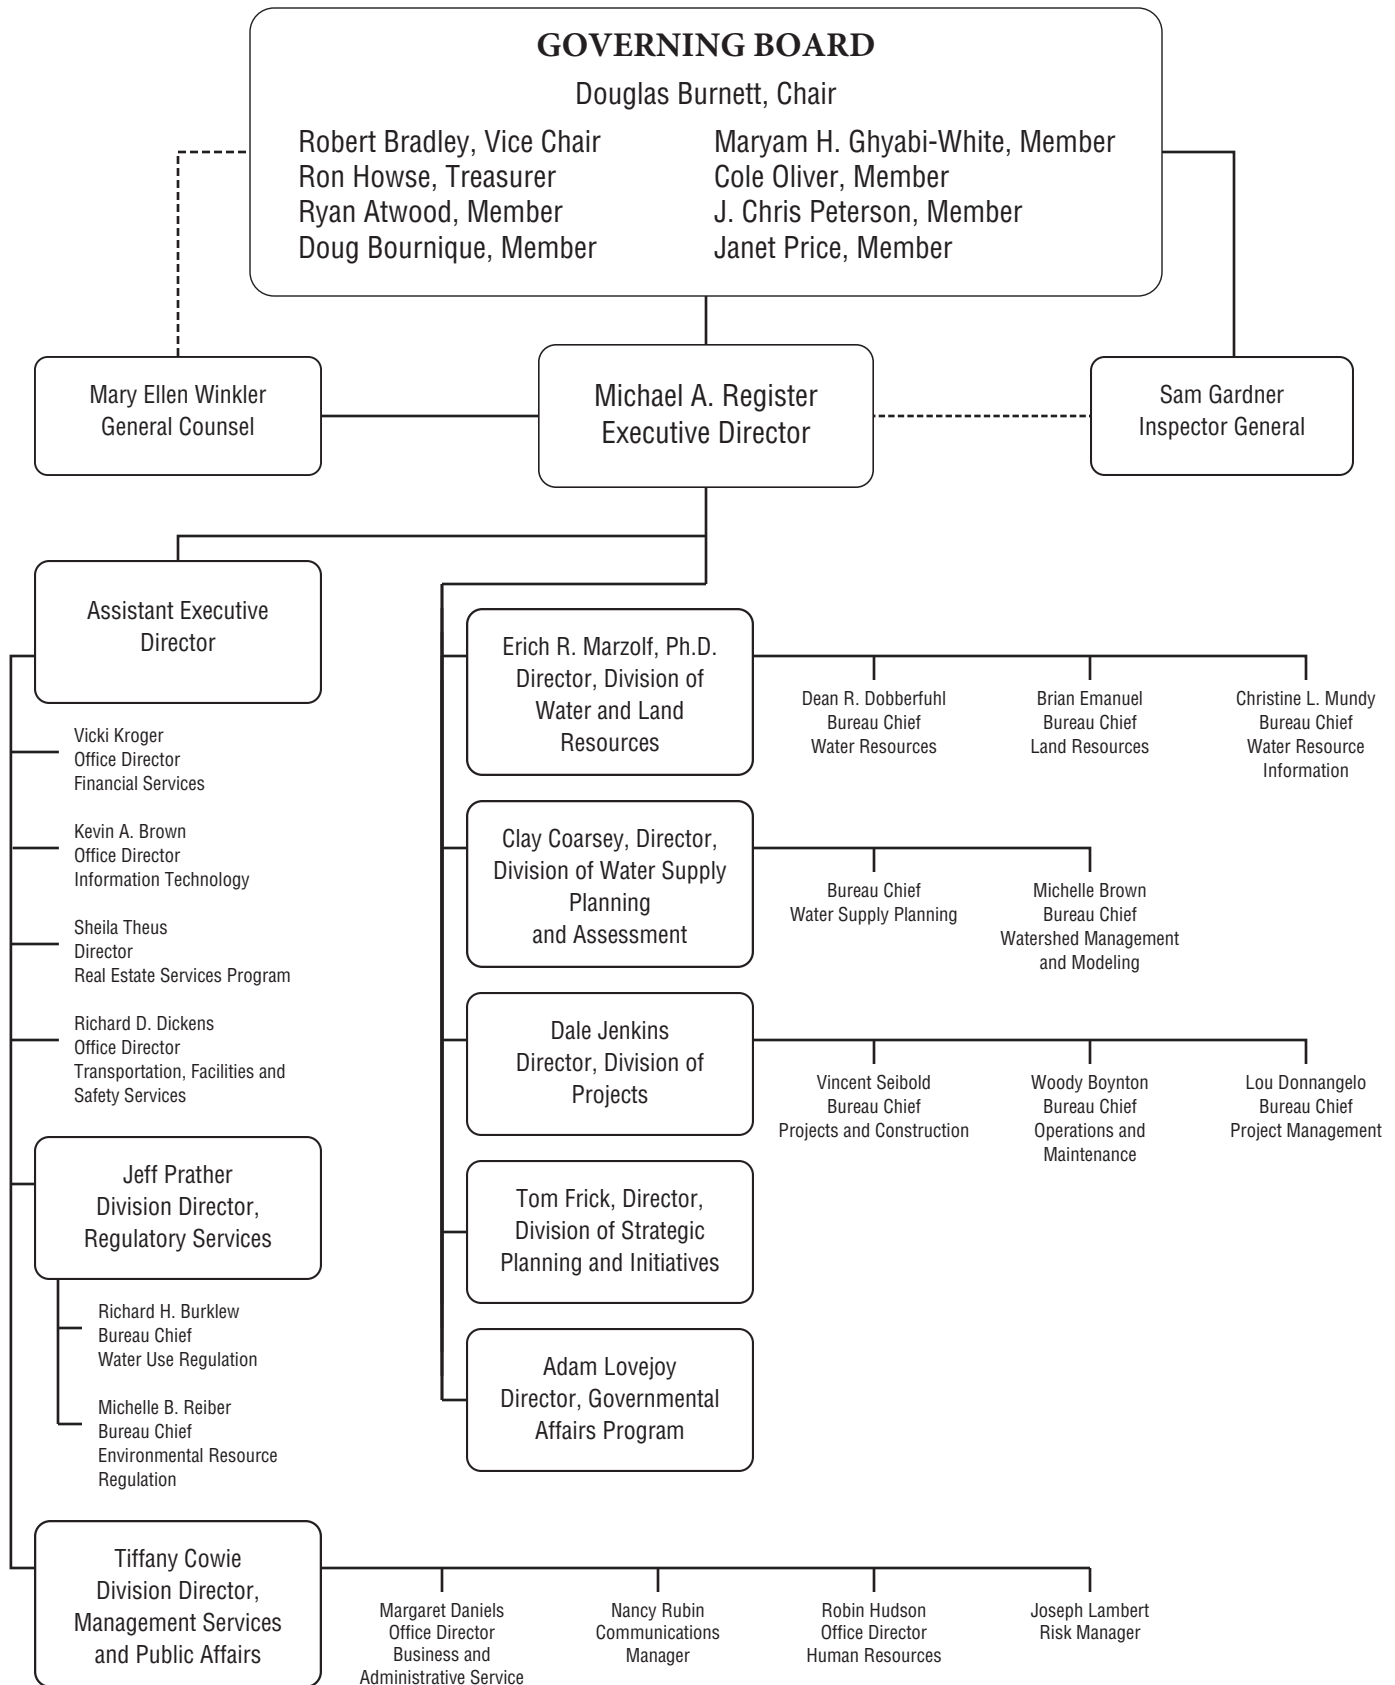 GOVERNING BOARD
Douglas Burnett, Chair
Robert Bradley, Vice Chair
Ron Howse, Treasurer
Ryan Atwood, Member
Doug Bournique, Member
Maryam H. Ghyabi-White, Member
Cole Oliver, Member
J. Chris Peterson, Member
Janet Price, Member
Mary Ellen Winkler
General Counsel
Michael A. Register
Executive Director
Sam Gardner
Inspector General
Assistant Executive
Director
Vicki Kroger
Office Director
Financial Services
Kevin A. Brown
Office Director
Information Technology
Sheila Theus
Director
Real Estate Services Program
Richard D. Dickens
Office Director
Transportation, Facilities and
Safety Services
Jeff Prather
Division Director,
Regulatory Services
Richard H. Burklew
Bureau Chief
Water Use Regulation
Michelle B. Reiber
Bureau Chief
Environmental Resource
Regulation
Tiffany Cowie
Division Director,
Management Services
and Public Affairs
Margaret Daniels
Office Director
Business and
Administrative Service
Nancy Rubin
Communications
Manager
Robin Hudson
Office Director
Human Resources
Joseph Lambert
Risk Manager
Erich R. Marzolf, Ph.D.
Director, Division of
Water and Land
Resources
Dean R. Dobberfuhl
Bureau Chief
Water Resources
Brian Emanuel
Bureau Chief
Land Resources
Christine L. Mundy
Bureau Chief
Water Resource
Information
Clay Coarsey, Director,
Division of Water Supply
Planning
and Assessment
Bureau Chief
Water Supply Planning
Michelle Brown
Bureau Chief
Watershed Management
and Modeling
Dale Jenkins
Director, Division of
Projects
Vincent Seibold
Bureau Chief
Projects and Construction
Woody Boynton
Bureau Chief
Operations and
Maintenance
Lou Donnangelo
Bureau Chief
Project Management
Tom Frick, Director,
Division of Strategic
Planning and Initiatives
Adam Lovejoy
Director, Governmental
Affairs Program